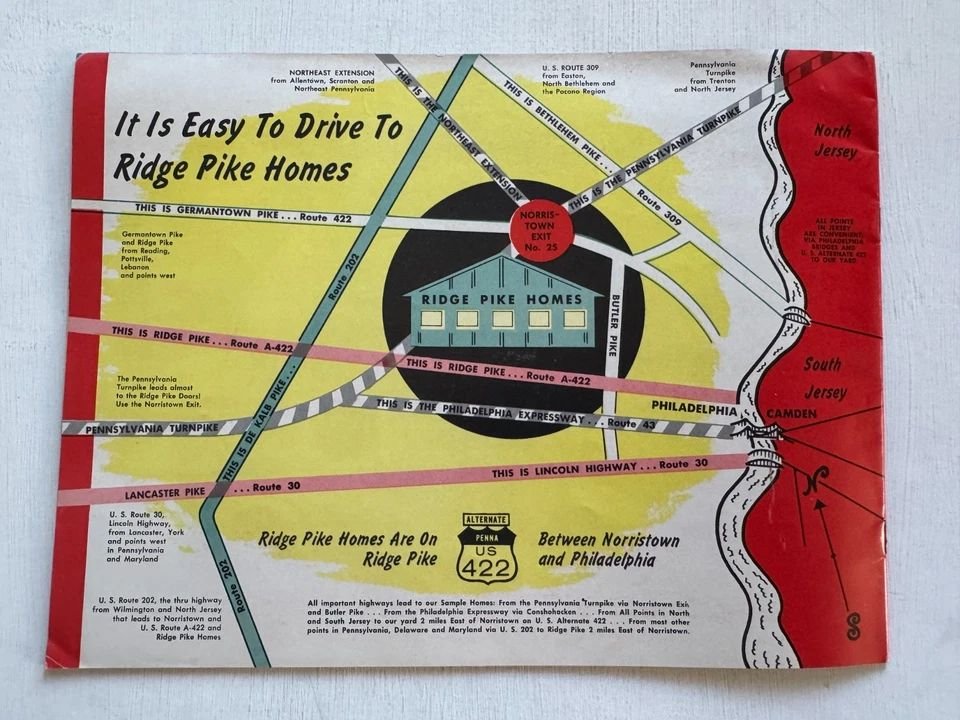 NORTHEAST EXTENSION
from Allentown, Scranton and
Northeast Pennsylvania
U. S. ROUTE 309
from Easton,
North Bethlehem and
the Pocono Region
Pennsylvania
Turnpike
from Trenton
and North Jersey
It Is Easy To Drive To
Ridge Pike Homes
THIS IS THE NORTHEAST EXTENSION
THIS IS BETHLEHEM PIKE... Route 309
THIS IS THE PENNSYLVANIA TURNPIKE
North
Jersey
THIS IS GERMANTOWN PIKE... Route 422
NORRIS-
TOWN
EXIT
No. 25
ALL POINTS
IN JERSEY
ARE CONVENIENT
VIA PHILADELPHIA
BRIDGES AND
U. S. ALTERNATE 422
TO OUR YARD
Germantown Pike
and Ridge Pike
from Reading,
Pottsville,
Lebanon
and points west
Route 202
RIDGE PIKE HOMES
BUTLER PIKE
THIS IS RIDGE PIKE... Route A-422
THIS IS RIDGE PIKE... Route A-422
South
Jersey
The Pennsylvania
Turnpike leads almost
to the Ridge Pike Doors!
Use the Norristown Exit.
THIS IS DE KALB PIKE...
THIS IS THE PHILADELPHIA EXPRESSWAY... Route 43
PHILADELPHIA
CAMDEN
PENNSYLVANIA TURNPIKE
LANCASTER PIKE ... Route 30
THIS IS LINCOLN HIGHWAY... Route 30
N
U. S. Route 30,
Lincoln Highway,
from Lancaster, York
and points west
in Pennsylvania
and Maryland
Ridge Pike Homes Are On
Ridge Pike
ALTERNATE
PENNA
US
422
Between Norristown
and Philadelphia
Route 202
U. S. Route 202, the thru highway
from Wilmington and North Jersey
that leads to Norristown and
U. S. Route A-422 and
Ridge Pike Homes
All important highways lead to our Sample Homes: From the Pennsylvania Turnpike via Norristown Exit
and Butler Pike . . . From the Philadelphia Expressway via Conshohocken . . . From All Points in North
and South Jersey to our yard 2 miles East of Norristown on U. S. Alternate 422 . . . From most other
points in Pennsylvania, Delaware and Maryland via U. S. 202 to Ridge Pike 2 miles East of Norristown.
S